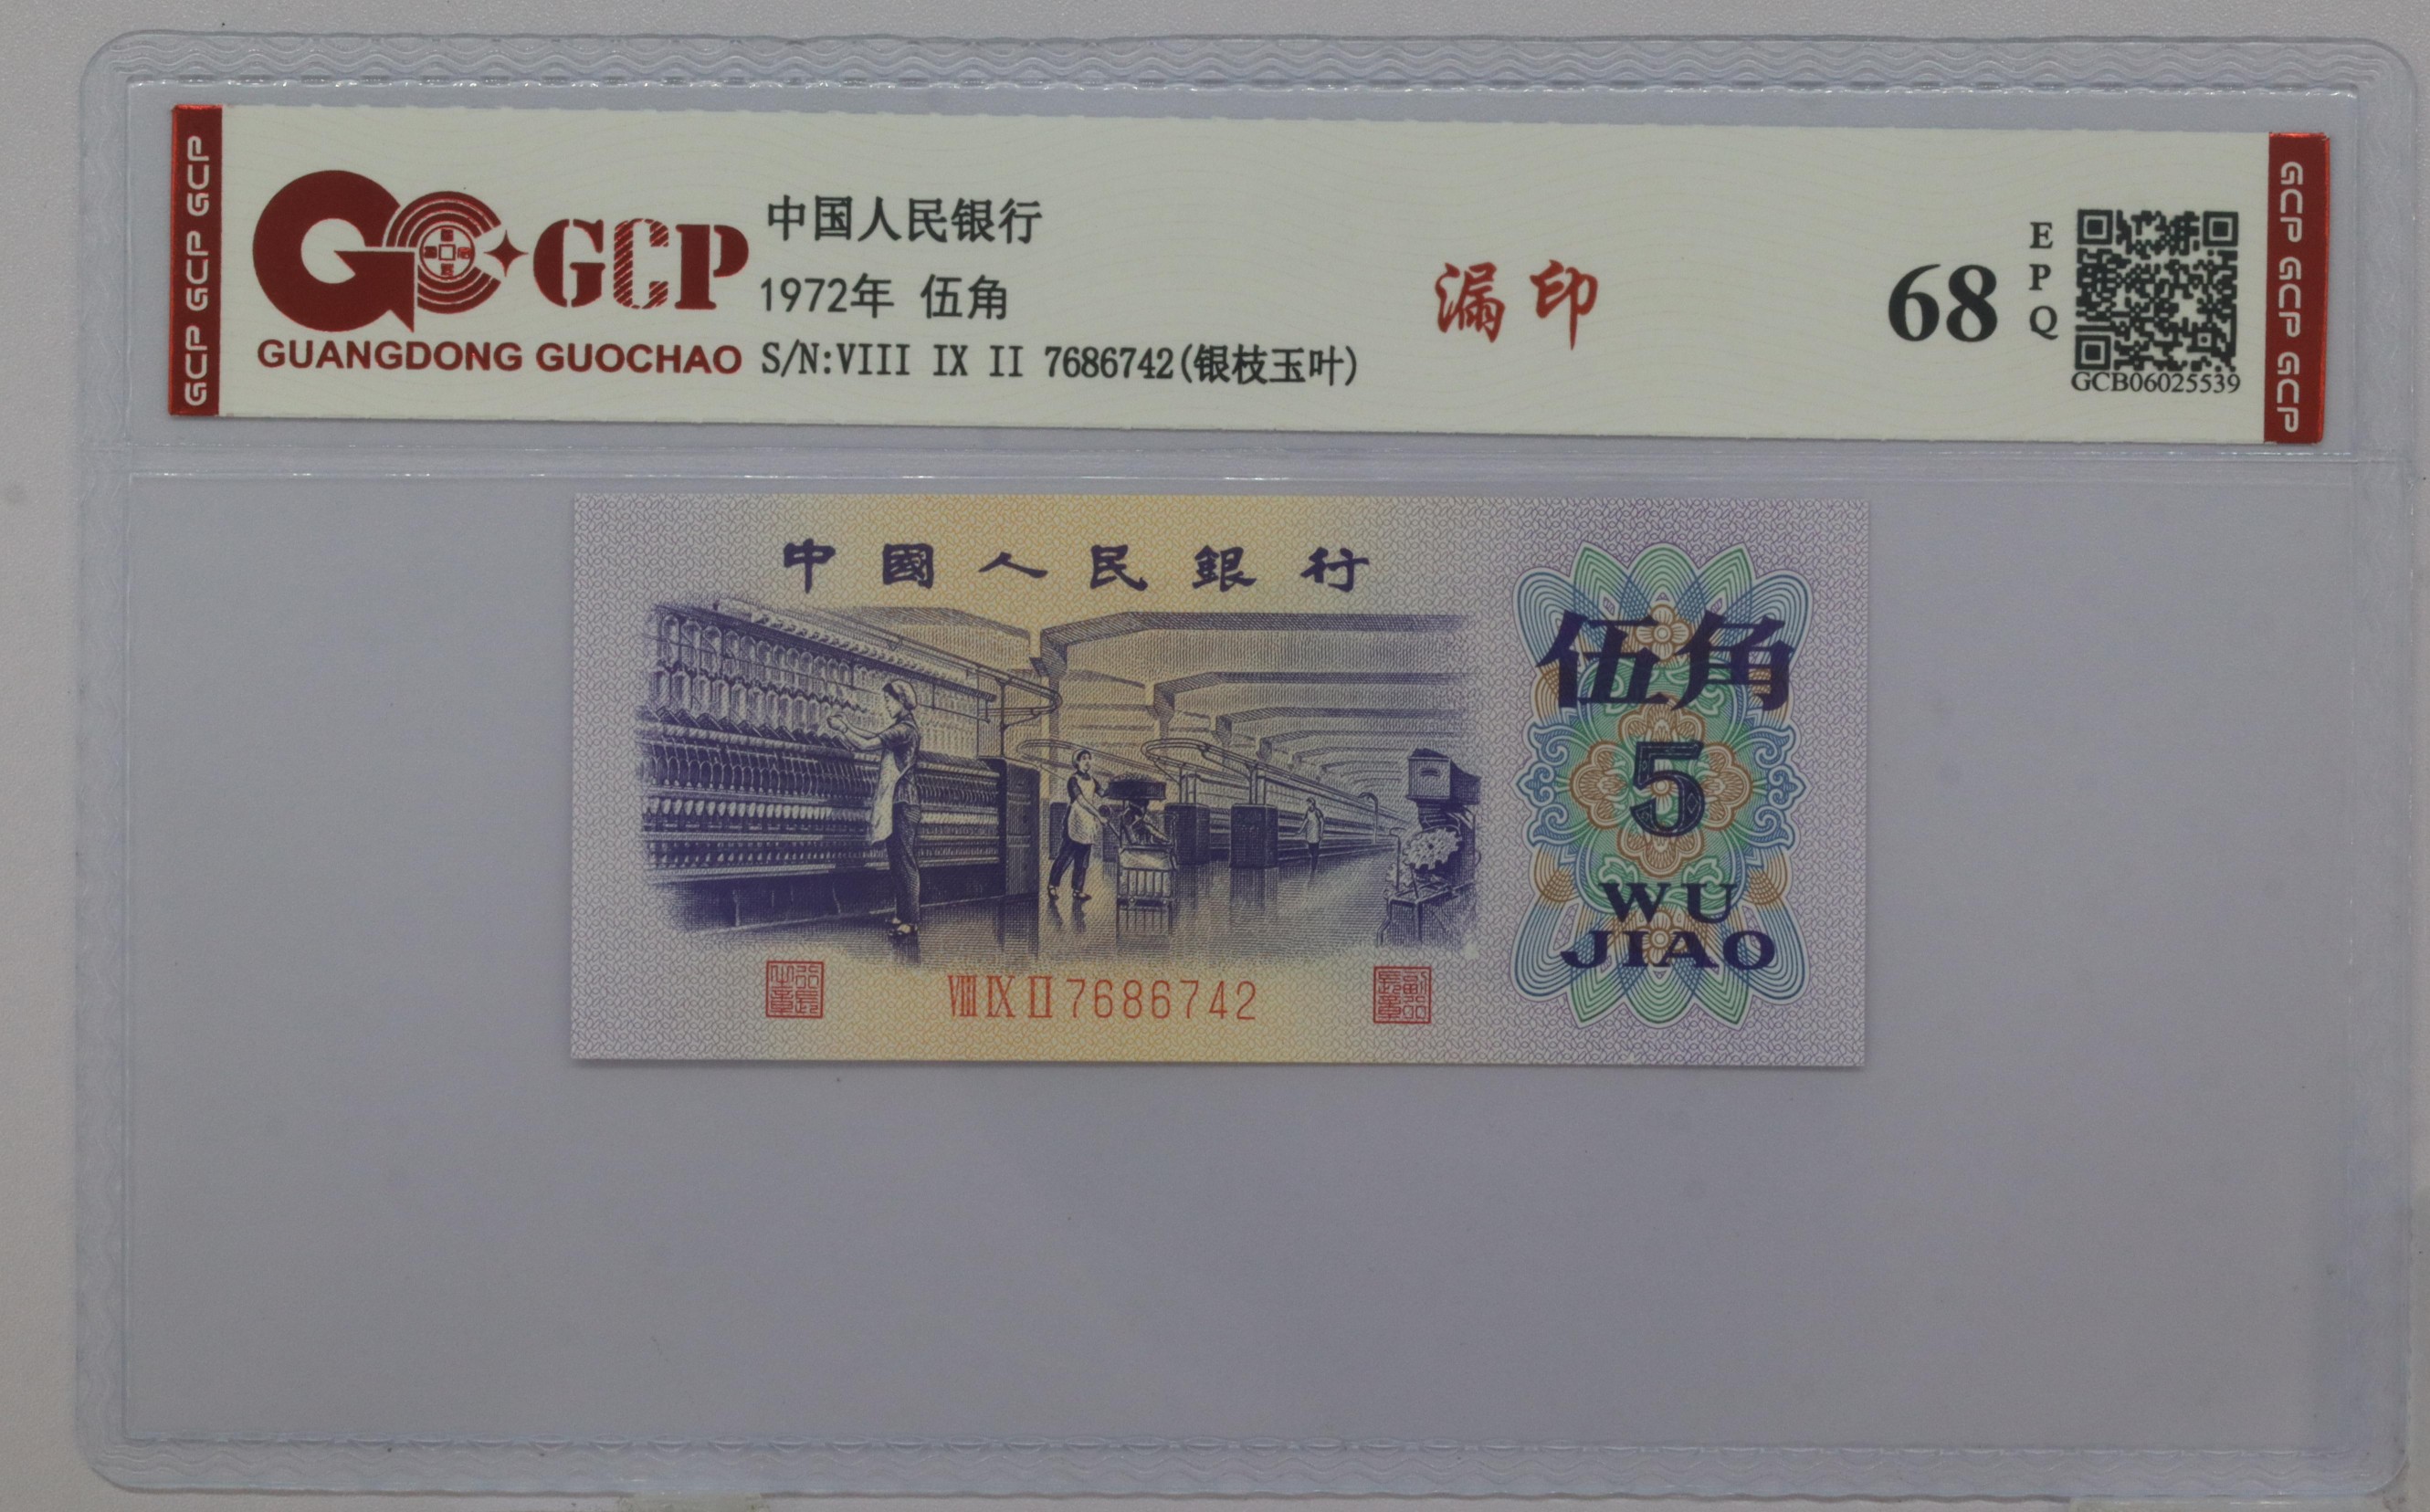 GCP GCP GCP
GCP
GUANGDONG GUOCHAO
中国人民银行
1972年 伍角
S/N:VIII IX II 7686742(银枝玉叶)
漏印
68
E
P
Q
GCB06025539
GCP GCP GCP
中國人民銀行
伍角
5
WU
JIAO
VIII IX II 7686742